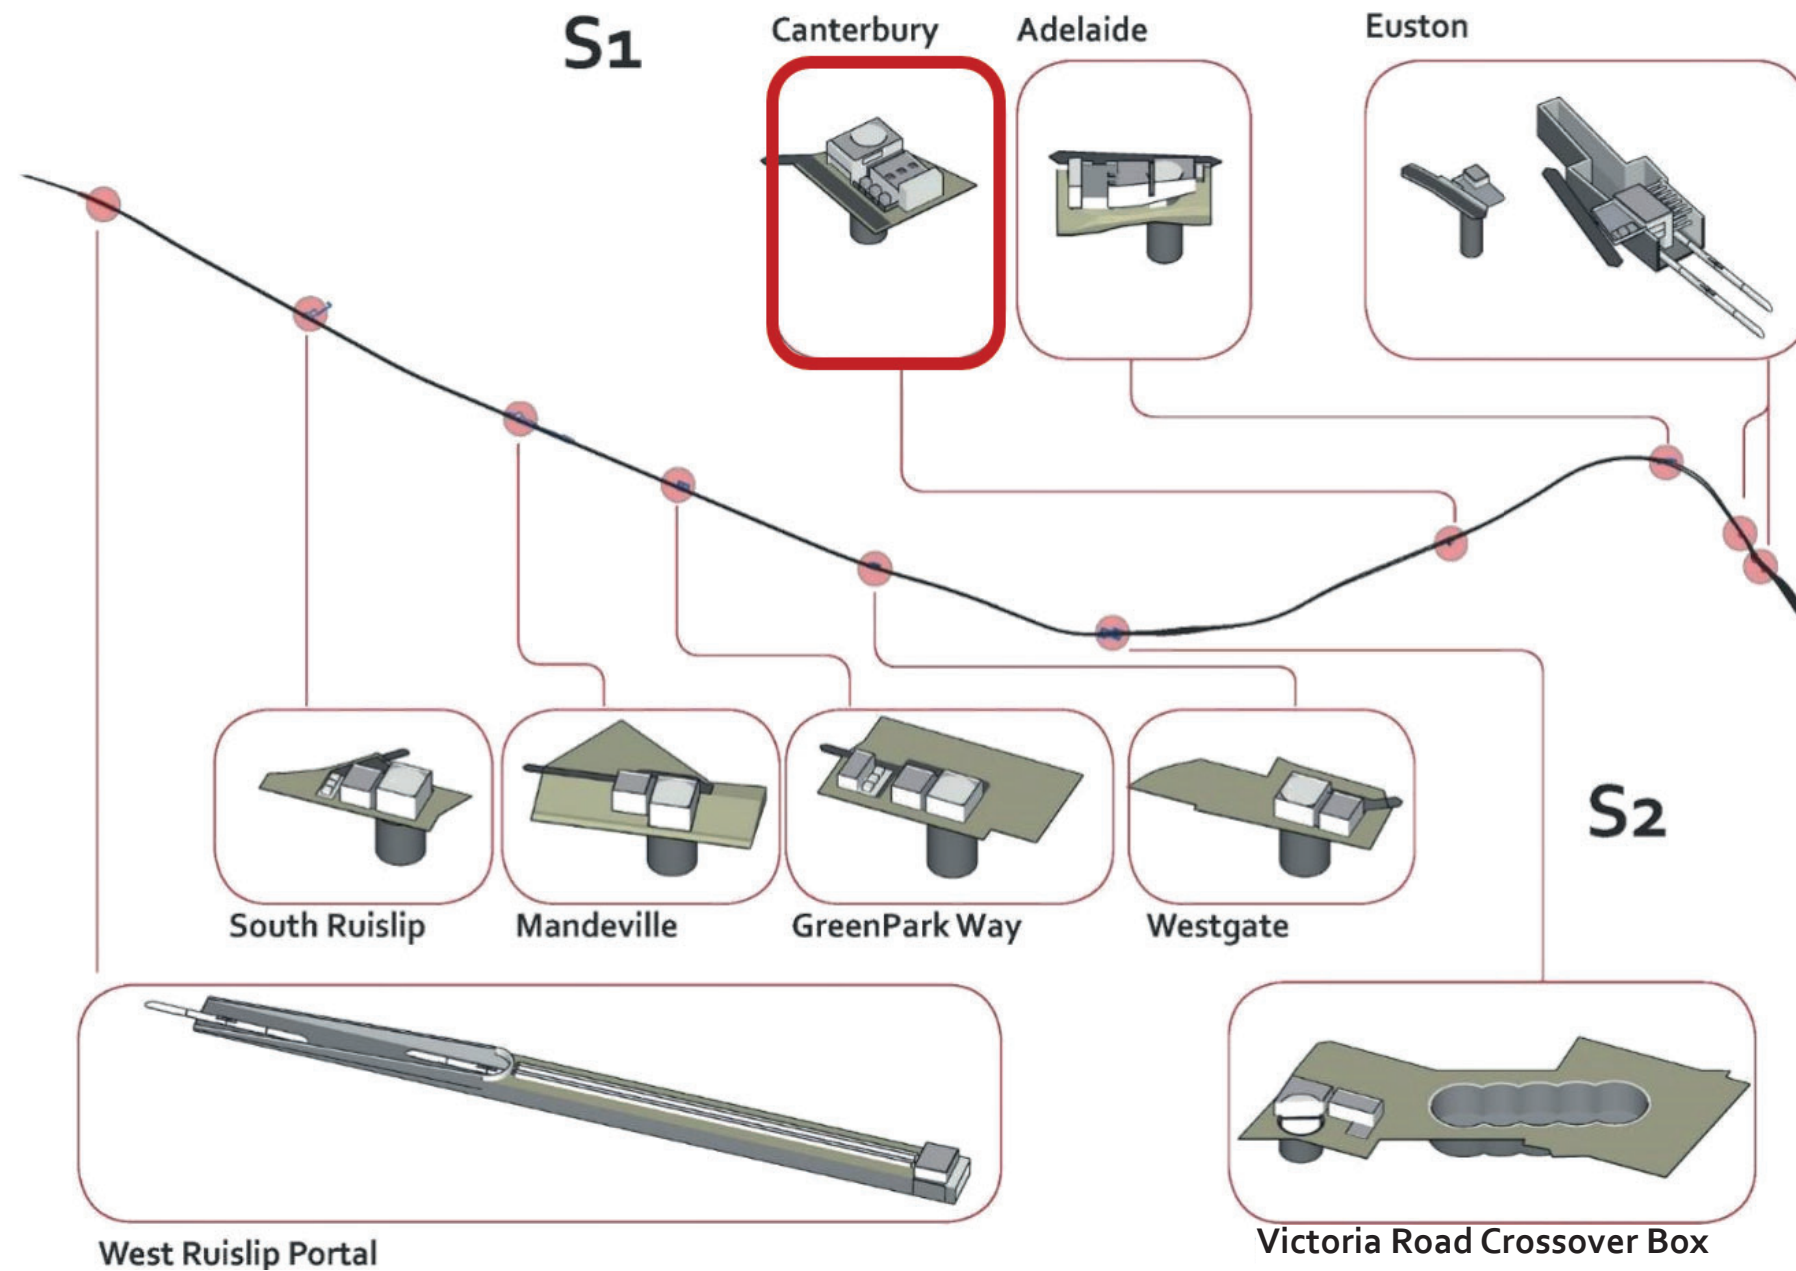 S1
Canterbury
Adelaide
Euston
South Ruislip
Mandeville
GreenPark Way
Westgate
S2
West Ruislip Portal
Victoria Road Crossover Box